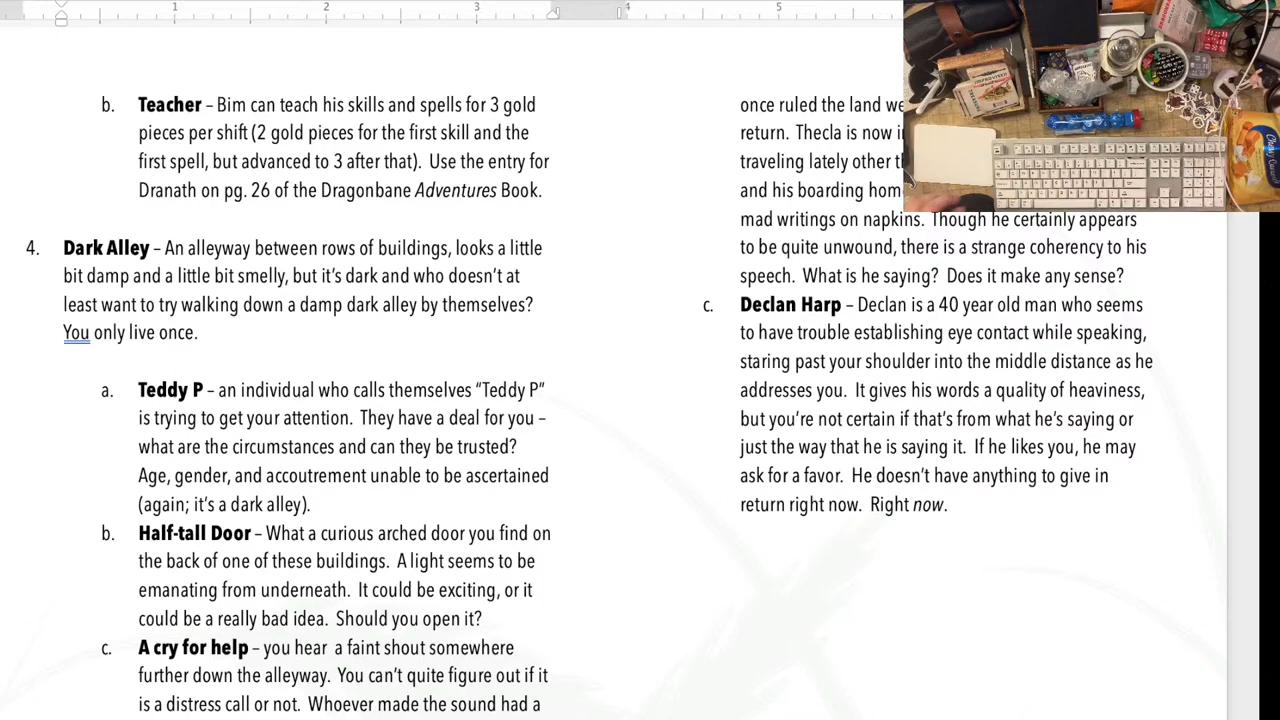 1
2
3
4
5
b. Teacher – Bim can teach his skills and spells for 3 gold
pieces per shift (2 gold pieces for the first skill and the
first spell, but advanced to 3 after that). Use the entry for
Dranath on pg. 26 of the Dragonbane Adventures Book.
4. Dark Alley – An alleyway between rows of buildings, looks a little
bit damp and a little bit smelly, but it's dark and who doesn't at
least want to try walking down a damp dark alley by themselves?
You only live once.
a. Teddy P – an individual who calls themselves “Teddy P”
is trying to get your attention. They have a deal for you –
what are the circumstances and can they be trusted?
Age, gender, and accoutrement unable to be ascertained
(again; it's a dark alley).
b. Half-tall Door – What a curious arched door you find on
the back of one of these buildings. A light seems to be
emanating from underneath. It could be exciting, or it
could be a really bad idea. Should you open it?
c. A cry for help – you hear a faint shout somewhere
further down the alleyway. You can't quite figure out if it
is a distress call or not. Whoever made the sound had a
once ruled the land we
return. Thecla is now i
traveling lately other t
and his boarding hom
mad writings on napkins. Though he certainly appears
to be quite unwound, there is a strange coherency to his
speech. What is he saying? Does it make any sense?
c. Declan Harp – Declan is a 40 year old man who seems
to have trouble establishing eye contact while speaking,
staring past your shoulder into the middle distance as he
addresses you. It gives his words a quality of heaviness,
but you're not certain if that's from what he's saying or
just the way that he is saying it. If he likes you, he may
ask for a favor. He doesn't have anything to give in
return right now. Right now.